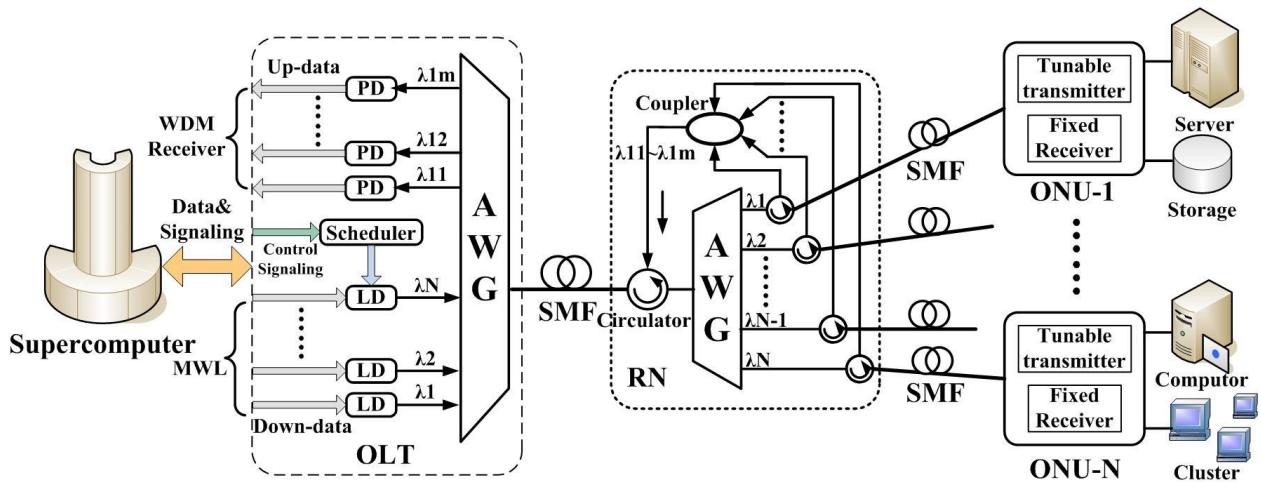 Up-data
WDM
Receiver
PD
λ1m
PD
λ12
PD
λ11
Data&
Signaling
Control
Signaling
Scheduler
LD
λN
MWL
LD
λ2
LD
λ1
Down-data
Supercomputer
A
W
G
OLT
SMF
Coupler
λ11~λ1m
Circulator
A
W
G
λ1
λ2
λN-1
λN
RN
SMF
SMF
Tunable
transmitter
Fixed
Receiver
ONU-1
Server
Storage
Tunable
transmitter
Fixed
Receiver
ONU-N
Computor
Cluster